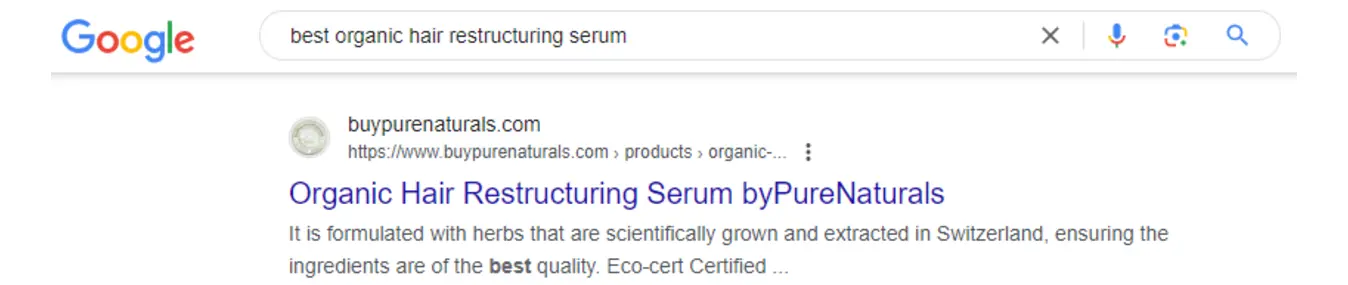 Google
best organic hair restructuring serum
buypurenaturals.com
https://www.buypurenaturals.com › products › organic-...
Organic Hair Restructuring Serum byPureNaturals
It is formulated with herbs that are scientifically grown and extracted in Switzerland, ensuring the
ingredients are of the best quality. Eco-cert Certified ...